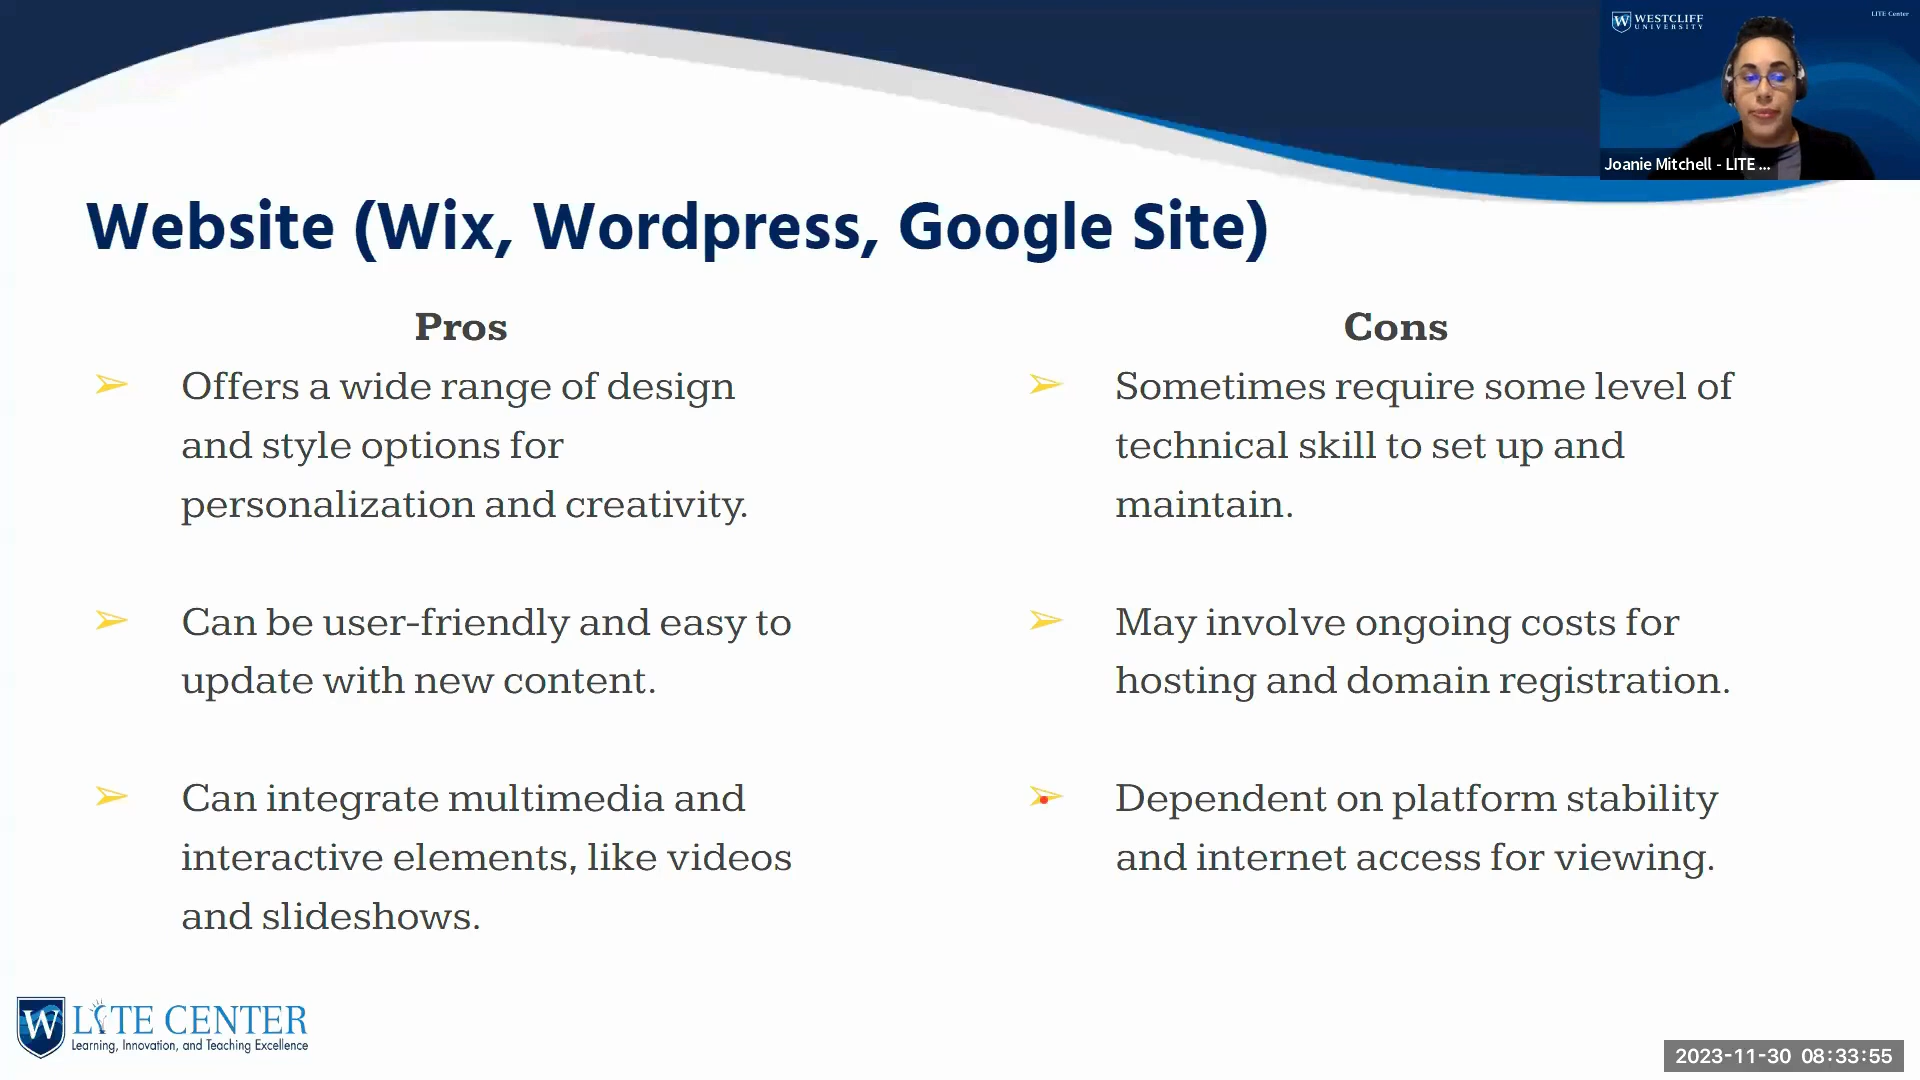 WESTCLIFF
UNIVERSITY
LITE Center
Joanie Mitchell - LITE ...
Website (Wix, Wordpress, Google Site)
Pros
➢ Offers a wide range of design
and style options for
personalization and creativity.
➢ Can be user-friendly and easy to
update with new content.
➢ Can integrate multimedia and
interactive elements, like videos
and slideshows.
Cons
➢ Sometimes require some level of
technical skill to set up and
maintain.
➢ May involve ongoing costs for
hosting and domain registration.
➢ Dependent on platform stability
and internet access for viewing.
W LITE CENTER
Learning, Innovation, and Teaching Excellence
2023-11-30 08:33:55